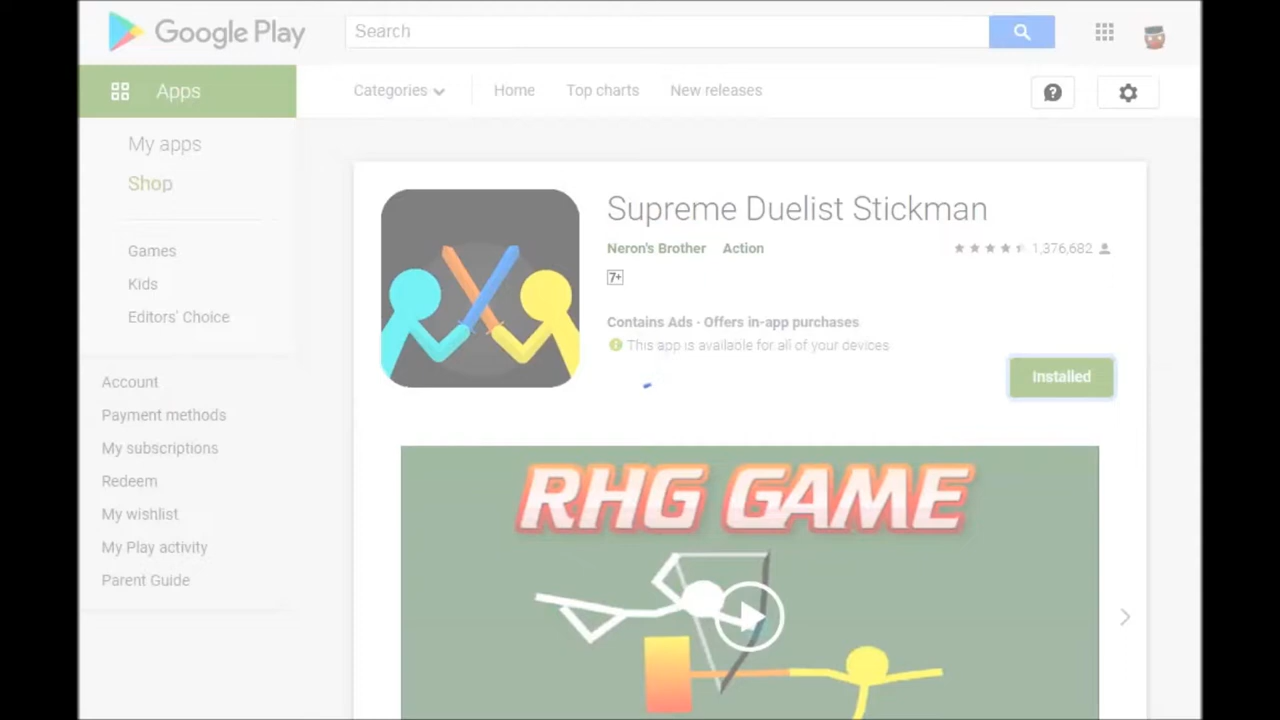 Google Play
Search
Apps
Categories
Home
Top charts
New releases
My apps
Shop
Games
Kids
Editors' Choice
Account
Payment methods
My subscriptions
Redeem
My wishlist
My Play activity
Parent Guide
Supreme Duelist Stickman
Neron's Brother Action
1,376,682
7+
Contains Ads · Offers in-app purchases
This app is available for all of your devices
Installed
RHG GAME